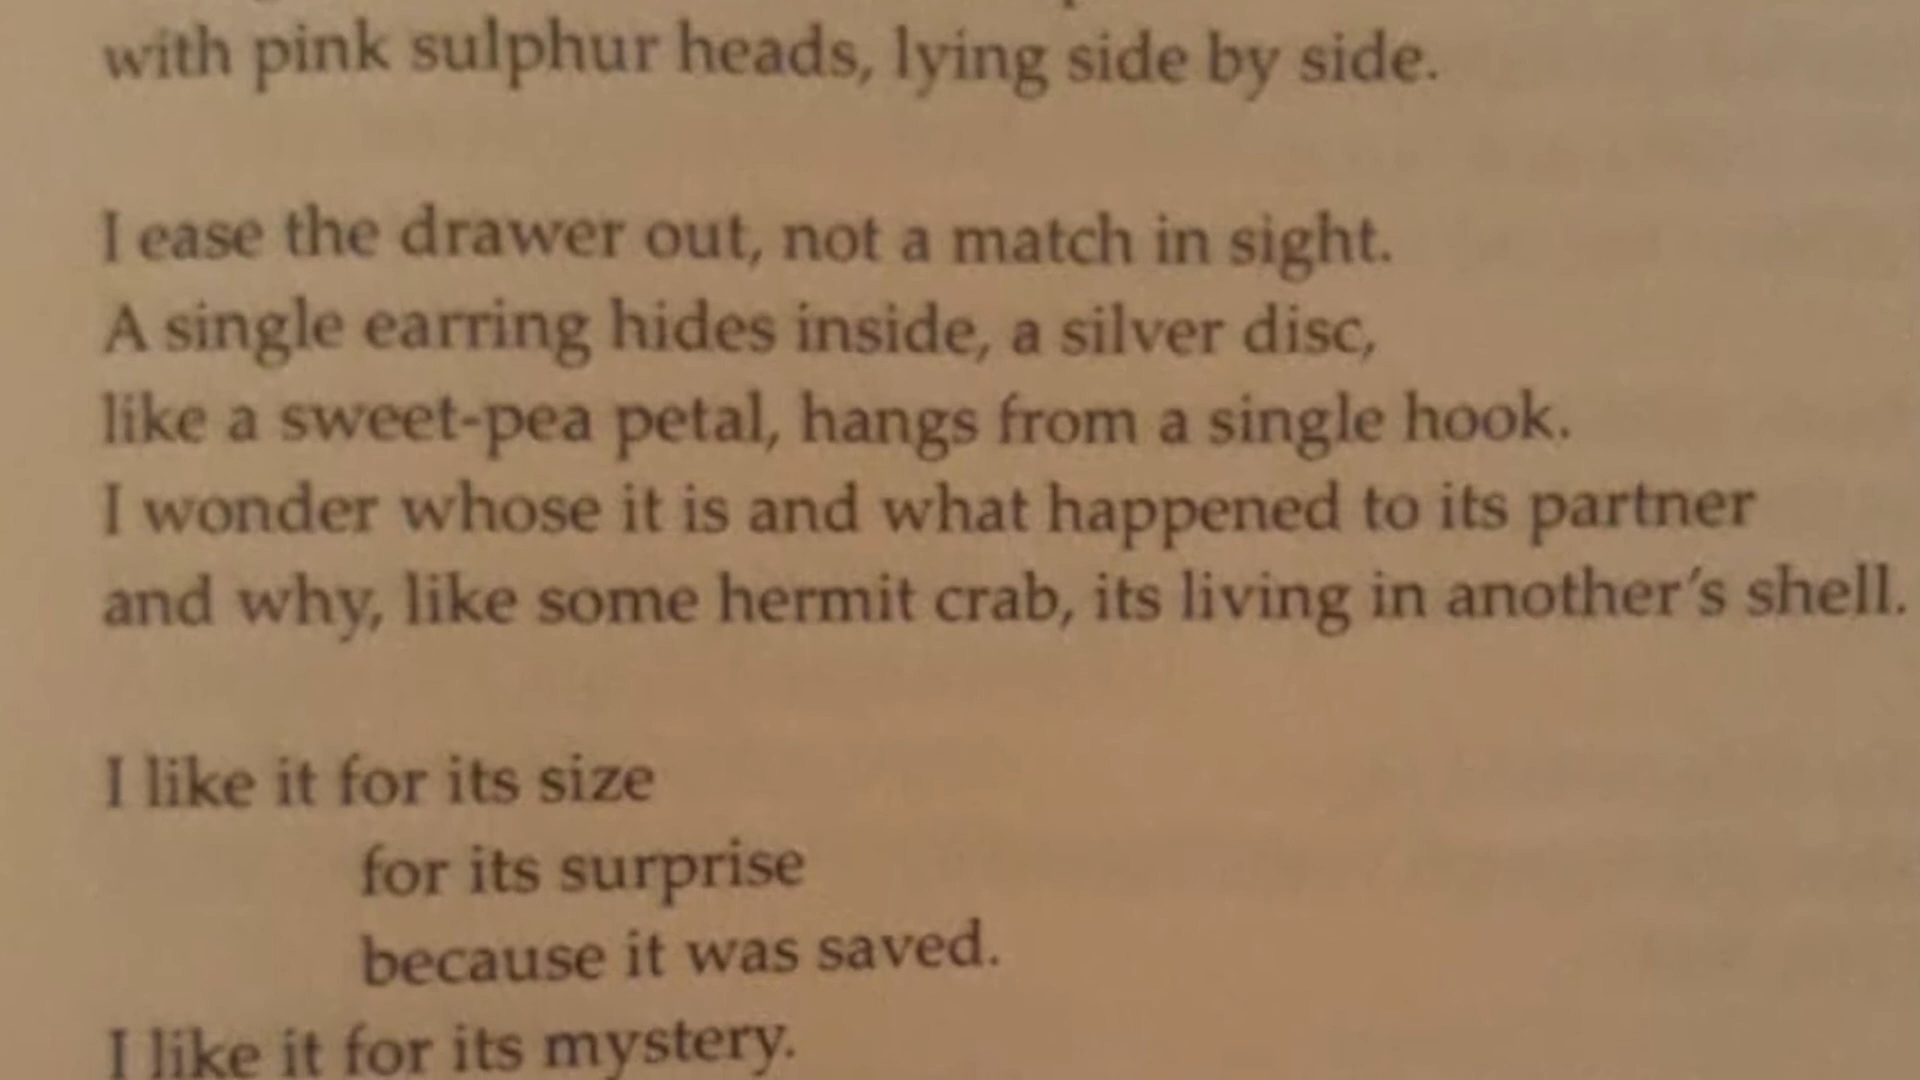 with pink sulphur heads, lying side by side.
I ease the drawer out, not a match in sight.
A single earring hides inside, a silver disc,
like a sweet-pea petal, hangs from a single hook.
I wonder whose it is and what happened to its partner
and why, like some hermit crab, its living in another's shell.
I like it for its size
for its surprise
because it was saved.
I like it for its mystery.